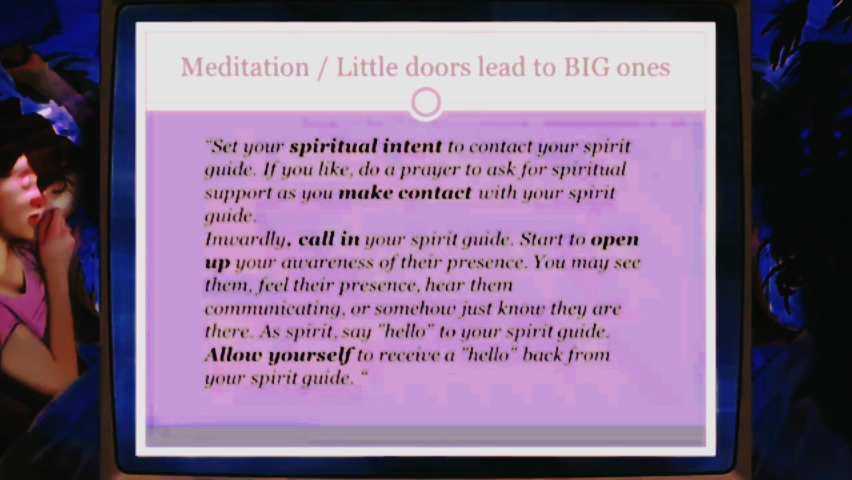 Meditation / Little doors lead to BIG ones
"Set your spiritual intent to contact your spirit
guide. If you like, do a prayer to ask for spiritual
support as you make contact with your spirit
guide.
Inwardly, call in your spirit guide. Start to open
up your awareness of their presence. You may see
them, feel their presence, hear them
communicating, or somehow just know they are
there. As spirit, say "hello" to your spirit guide.
Allow yourself to receive a "hello" back from
your spirit guide. "